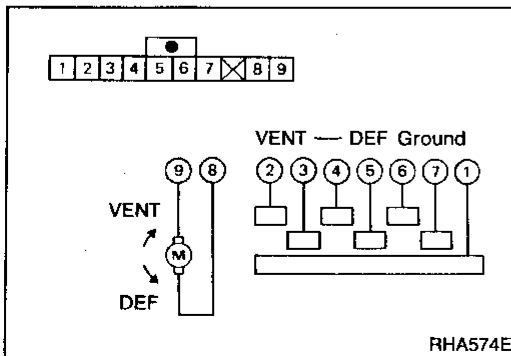 1 2 3 4 5 6 7 8 9
VENT — DEF Ground
9 8 2 3 4 5 6 7 1
VENT
M
DEF
RHA574E